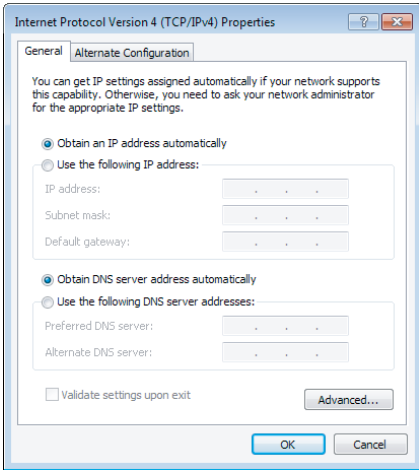 Internet Protocol Version 4 (TCP/IPv4) Properties
General
Alternate Configuration
You can get IP settings assigned automatically if your network supports
this capability. Otherwise, you need to ask your network administrator
for the appropriate IP settings.
Obtain an IP address automatically
Use the following IP address:
IP address:
Subnet mask:
Default gateway:
Obtain DNS server address automatically
Use the following DNS server addresses:
Preferred DNS server:
Alternate DNS server:
Validate settings upon exit
Advanced...
OK
Cancel